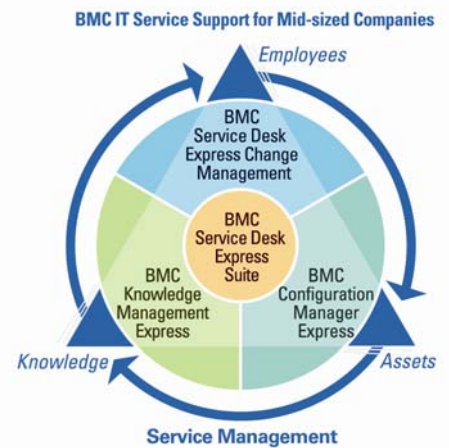 BMC IT Service Support for Mid-sized Companies
Employees
BMC
Service Desk
Express Change
Management
BMC
Service Desk
Express
Suite
BMC
Knowledge
Management
Express
BMC
Configuration
Manager
Express
Knowledge
Assets
Service Management